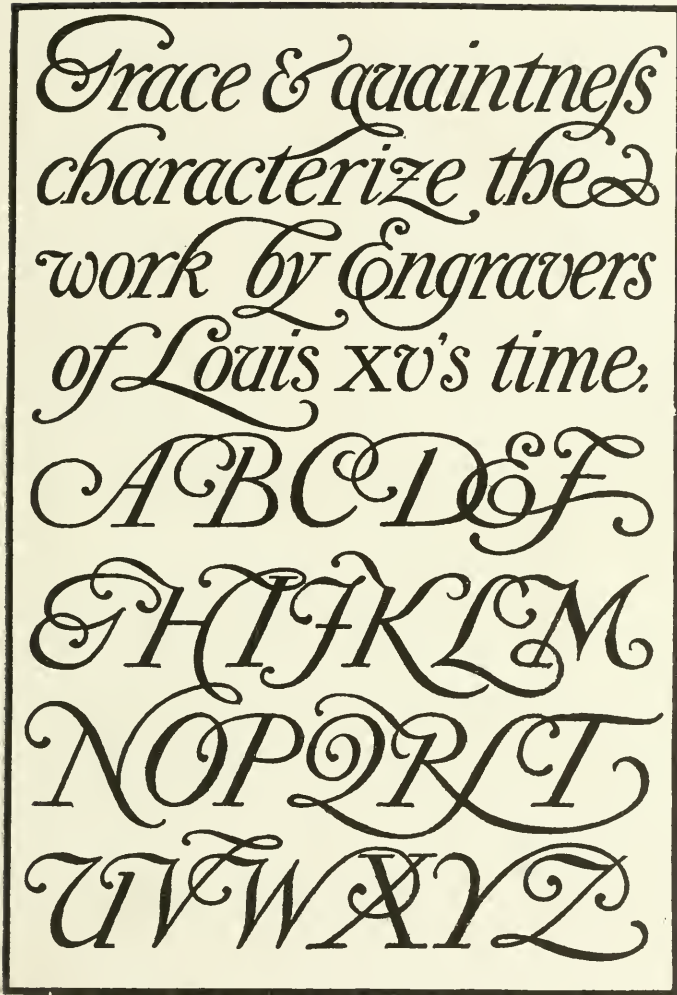 Grace & quaintneſs
characterize the
work by Engravers
of Louis xv's time.
ABCDEF
GHIJKLM
NOPQRST
UVWXYZ